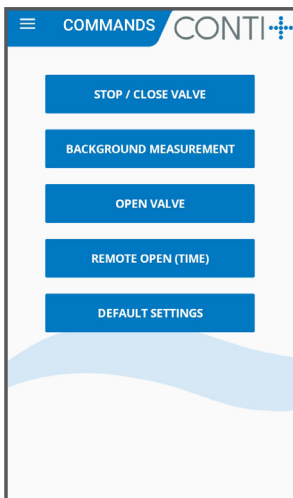 COMMANDS CONTI+
STOP / CLOSE VALVE
BACKGROUND MEASUREMENT
OPEN VALVE
REMOTE OPEN (TIME)
DEFAULT SETTINGS